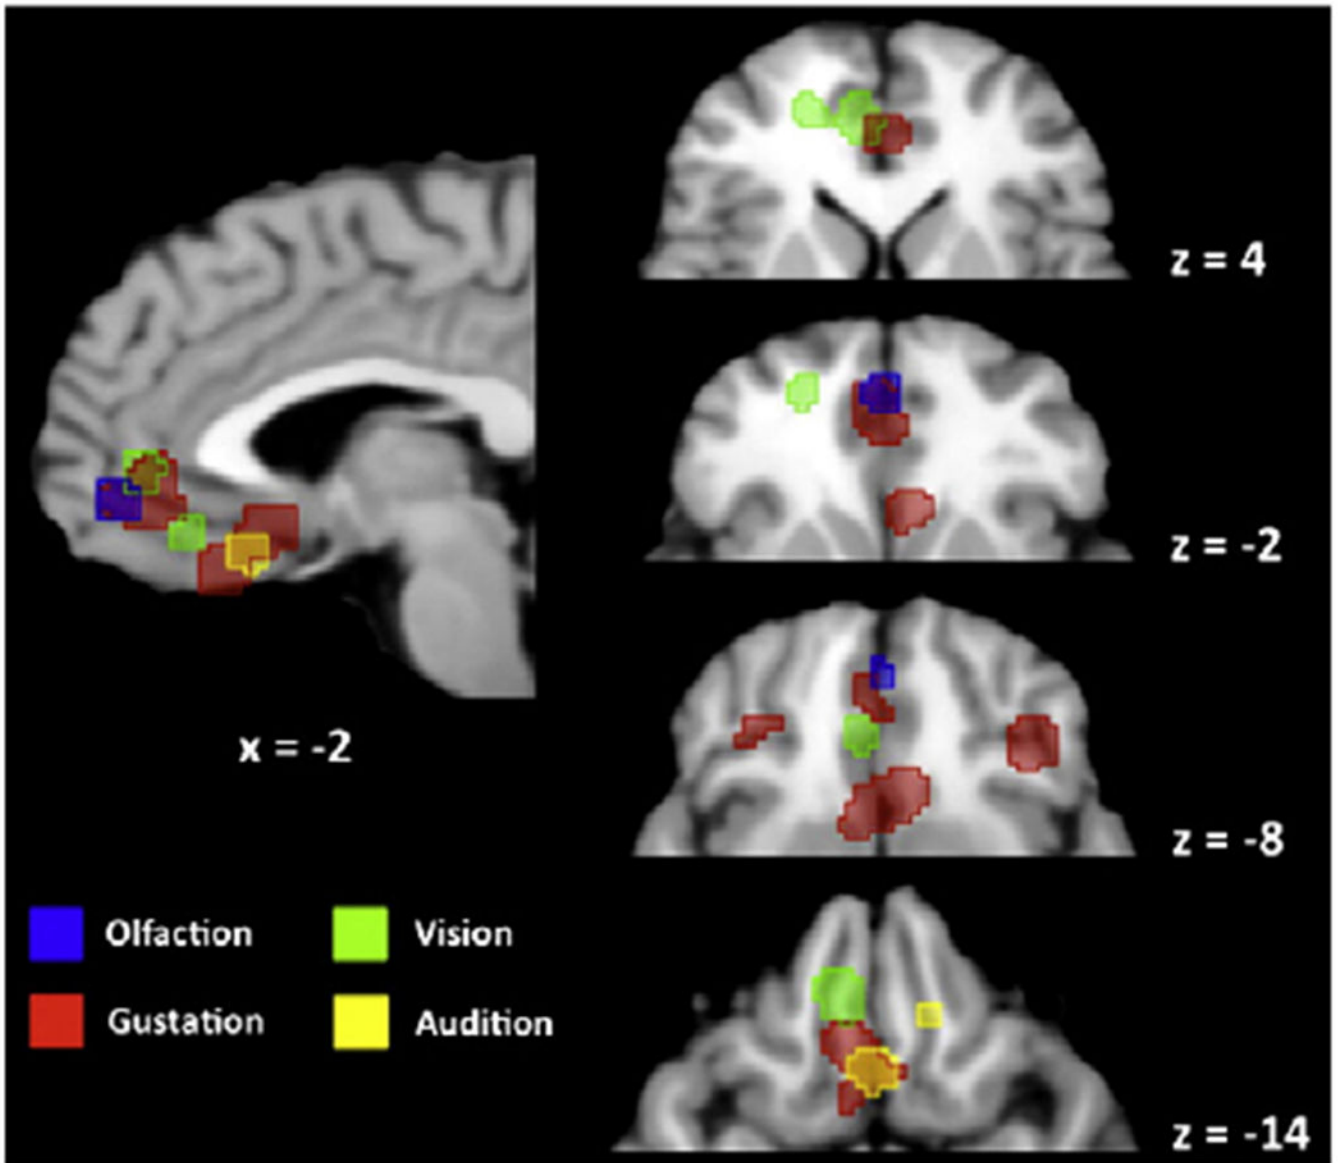 z = 4
z = -2
z = -8
z = -14
x = -2
Olfaction
Vision
Gustation
Audition